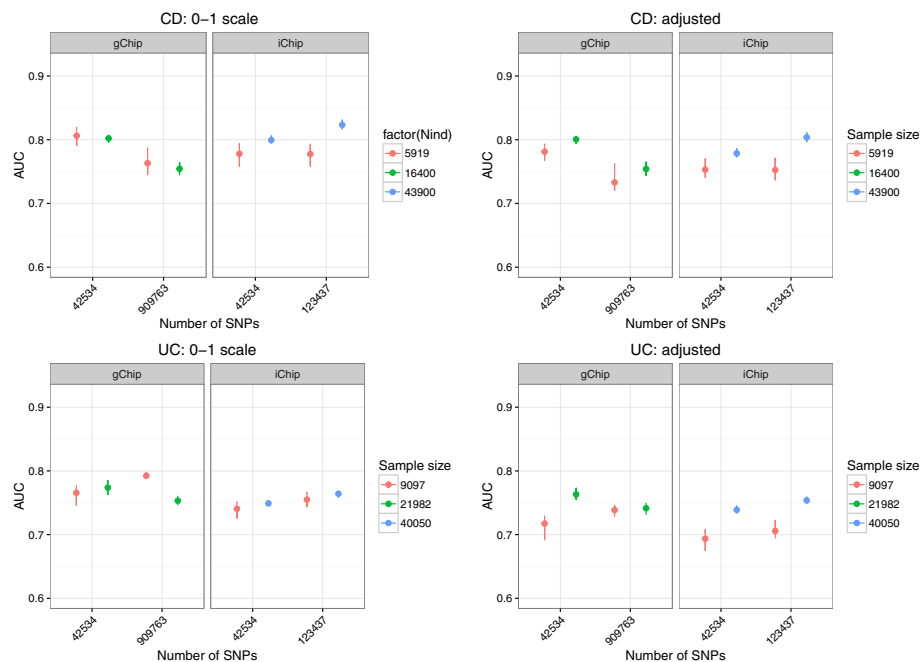 CD: 0−1 scale
gChip
iChip
AUC
0.9
0.8
0.7
0.6
42534
909763
42534
123437
Number of SNPs
factor(Nind)
5919
16400
43900
CD: adjusted
gChip
iChip
AUC
0.9
0.8
0.7
0.6
42534
909763
42534
123437
Number of SNPs
Sample size
5919
16400
43900
UC: 0−1 scale
gChip
iChip
AUC
0.9
0.8
0.7
0.6
42534
909763
42534
123437
Number of SNPs
Sample size
9097
21982
40050
UC: adjusted
gChip
iChip
AUC
0.9
0.8
0.7
0.6
42534
909763
42534
123437
Number of SNPs
Sample size
9097
21982
40050